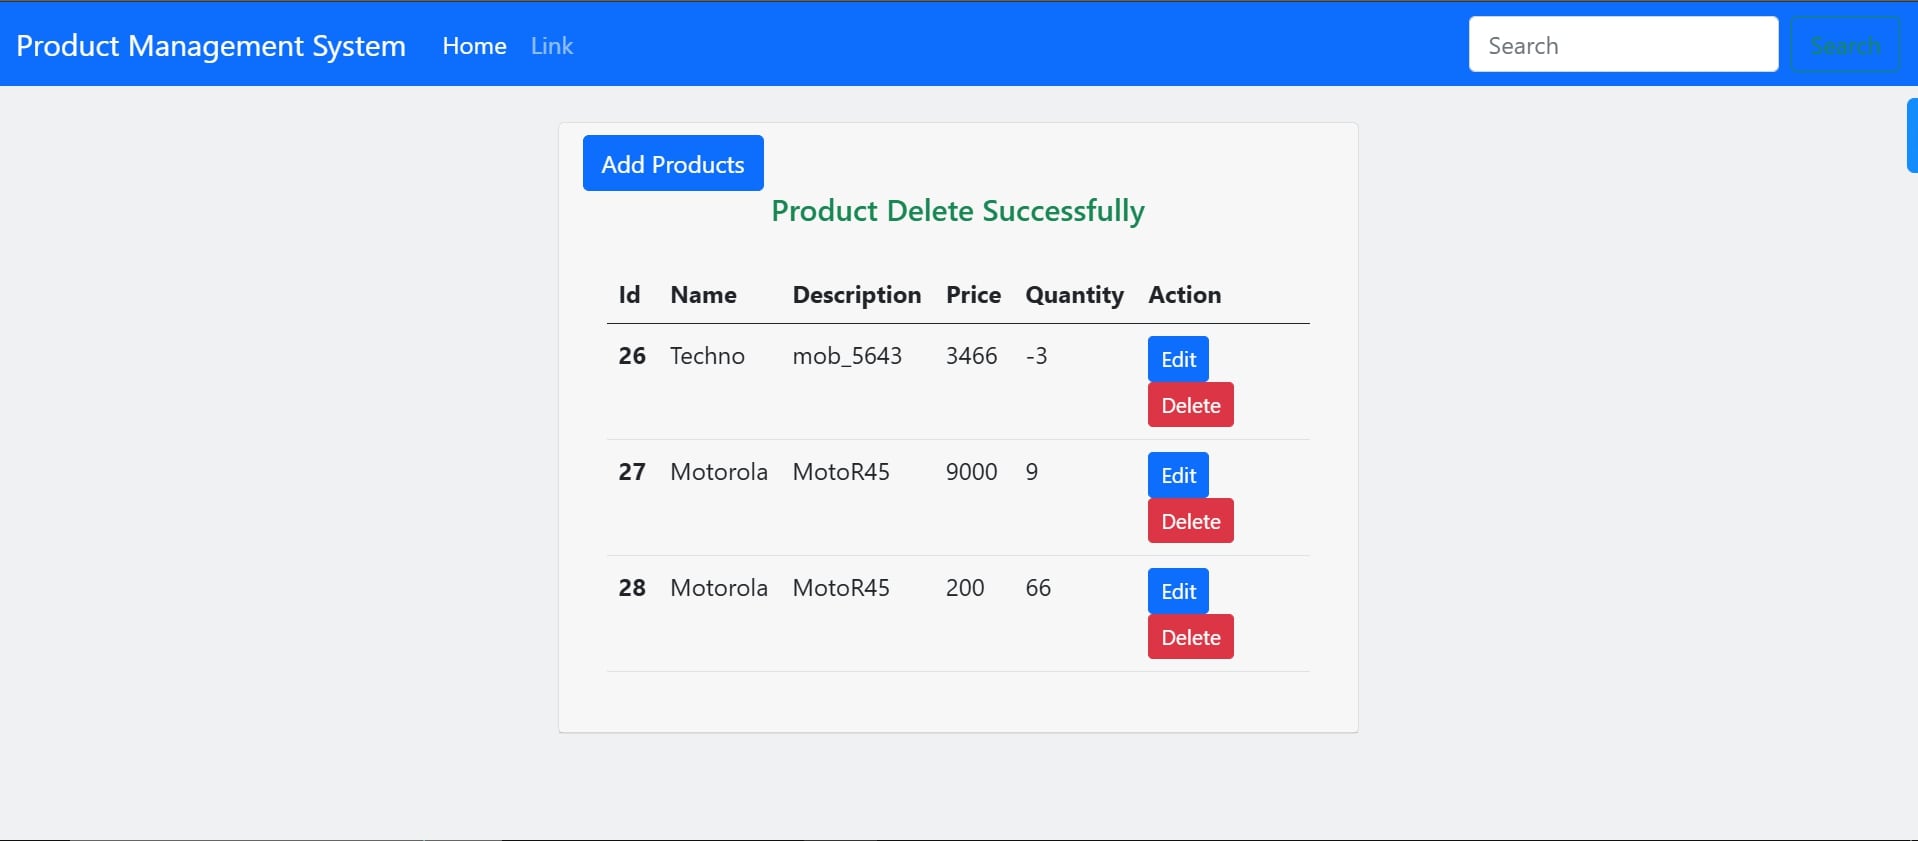 Product Management System Home Link Search Search
Add Products
Product Delete Successfully
Id Name Description Price Quantity Action
26 Techno mob_5643 3466 -3 Edit
Delete
27 Motorola MotoR45 9000 9 Edit
Delete
28 Motorola MotoR45 200 66 Edit
Delete